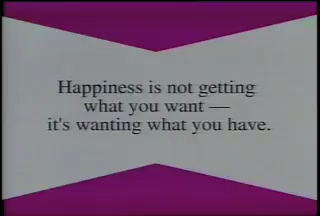 Happiness is not getting
what you want —
it's wanting what you have.